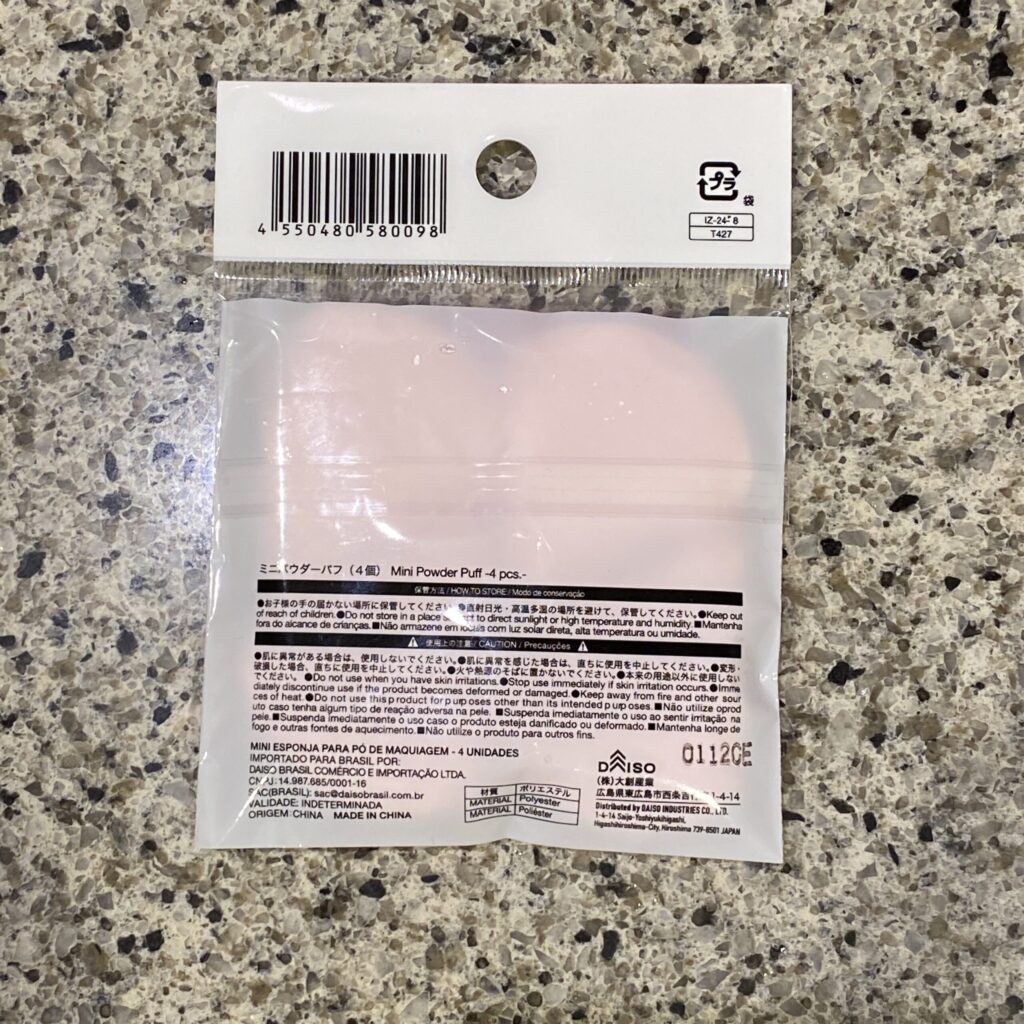 4 550480 580098
プラ
袋
IZ-24- 8
T427
ミニパウダーパフ（4個） Mini Powder Puff -4 pcs.-
保管方法 / HOW TO STORE / Modo de conservação
●お子様の手の届かない場所に保管してください。●直射日光・高温多湿の場所を避けて、保管してください。●Keep out
of reach of children.●Do not store in a place subject to direct sunlight or high temperature and humidity.■Mantenha
fora do alcance de crianças.■Não armazene em locais com luz solar direta, alta temperatura ou umidade.
使用上の注意 / CAUTION / Precauções
●肌に異常がある場合は、使用しないでください。●肌に異常を感じた場合は、直ちに使用を中止してください。●変形・
破損した場合、直ちに使用を中止してください。●火や熱源のそばに置かないでください。●本来の用途以外に使用しない
でください。●Do not use when you have skin irritations.●Stop use immediately if skin irritation occurs.●Imme
diately discontinue use if the product becomes deformed or damaged.●Keep away from fire and other sour
ces of heat.●Do not use this product for purposes other than its intended purposes.■Não utilize oprod
uto caso tenha algum tipo de reação adversa na pele.■Suspenda imediatamente o uso ao sentir irritação na
pele.■Suspenda imediatamente o uso caso o produto esteja danificado ou deformado.■Mantenha longe de
fogo e outras fontes de aquecimento.■Não utilize o produto para outros fins.
MINI ESPONJA PARA PÓ DE MAQUIAGEM - 4 UNIDADES
IMPORTADO PARA BRASIL POR:
DAISO BRASIL COMÉRCIO E IMPORTAÇÃO LTDA.
CNPJ: 14.987.685/0001-16
SAC(BRASIL): sac@daisobrasil.com.br
VALIDADE: INDETERMINADA
ORIGEM: CHINA MADE IN CHINA
材質 ポリエステル
MATERIAL Polyester
MATERIAL Poliéster
0112CE
DAISO
(株)大創産業
広島県東広島市西条吉行東1-4-14
Distributed by DAISO INDUSTRIES CO., LTD.
1-4-14 Saijo-Yoshiyukihigashi,
Higashihiroshima-City, Hiroshima 739-8501 JAPAN